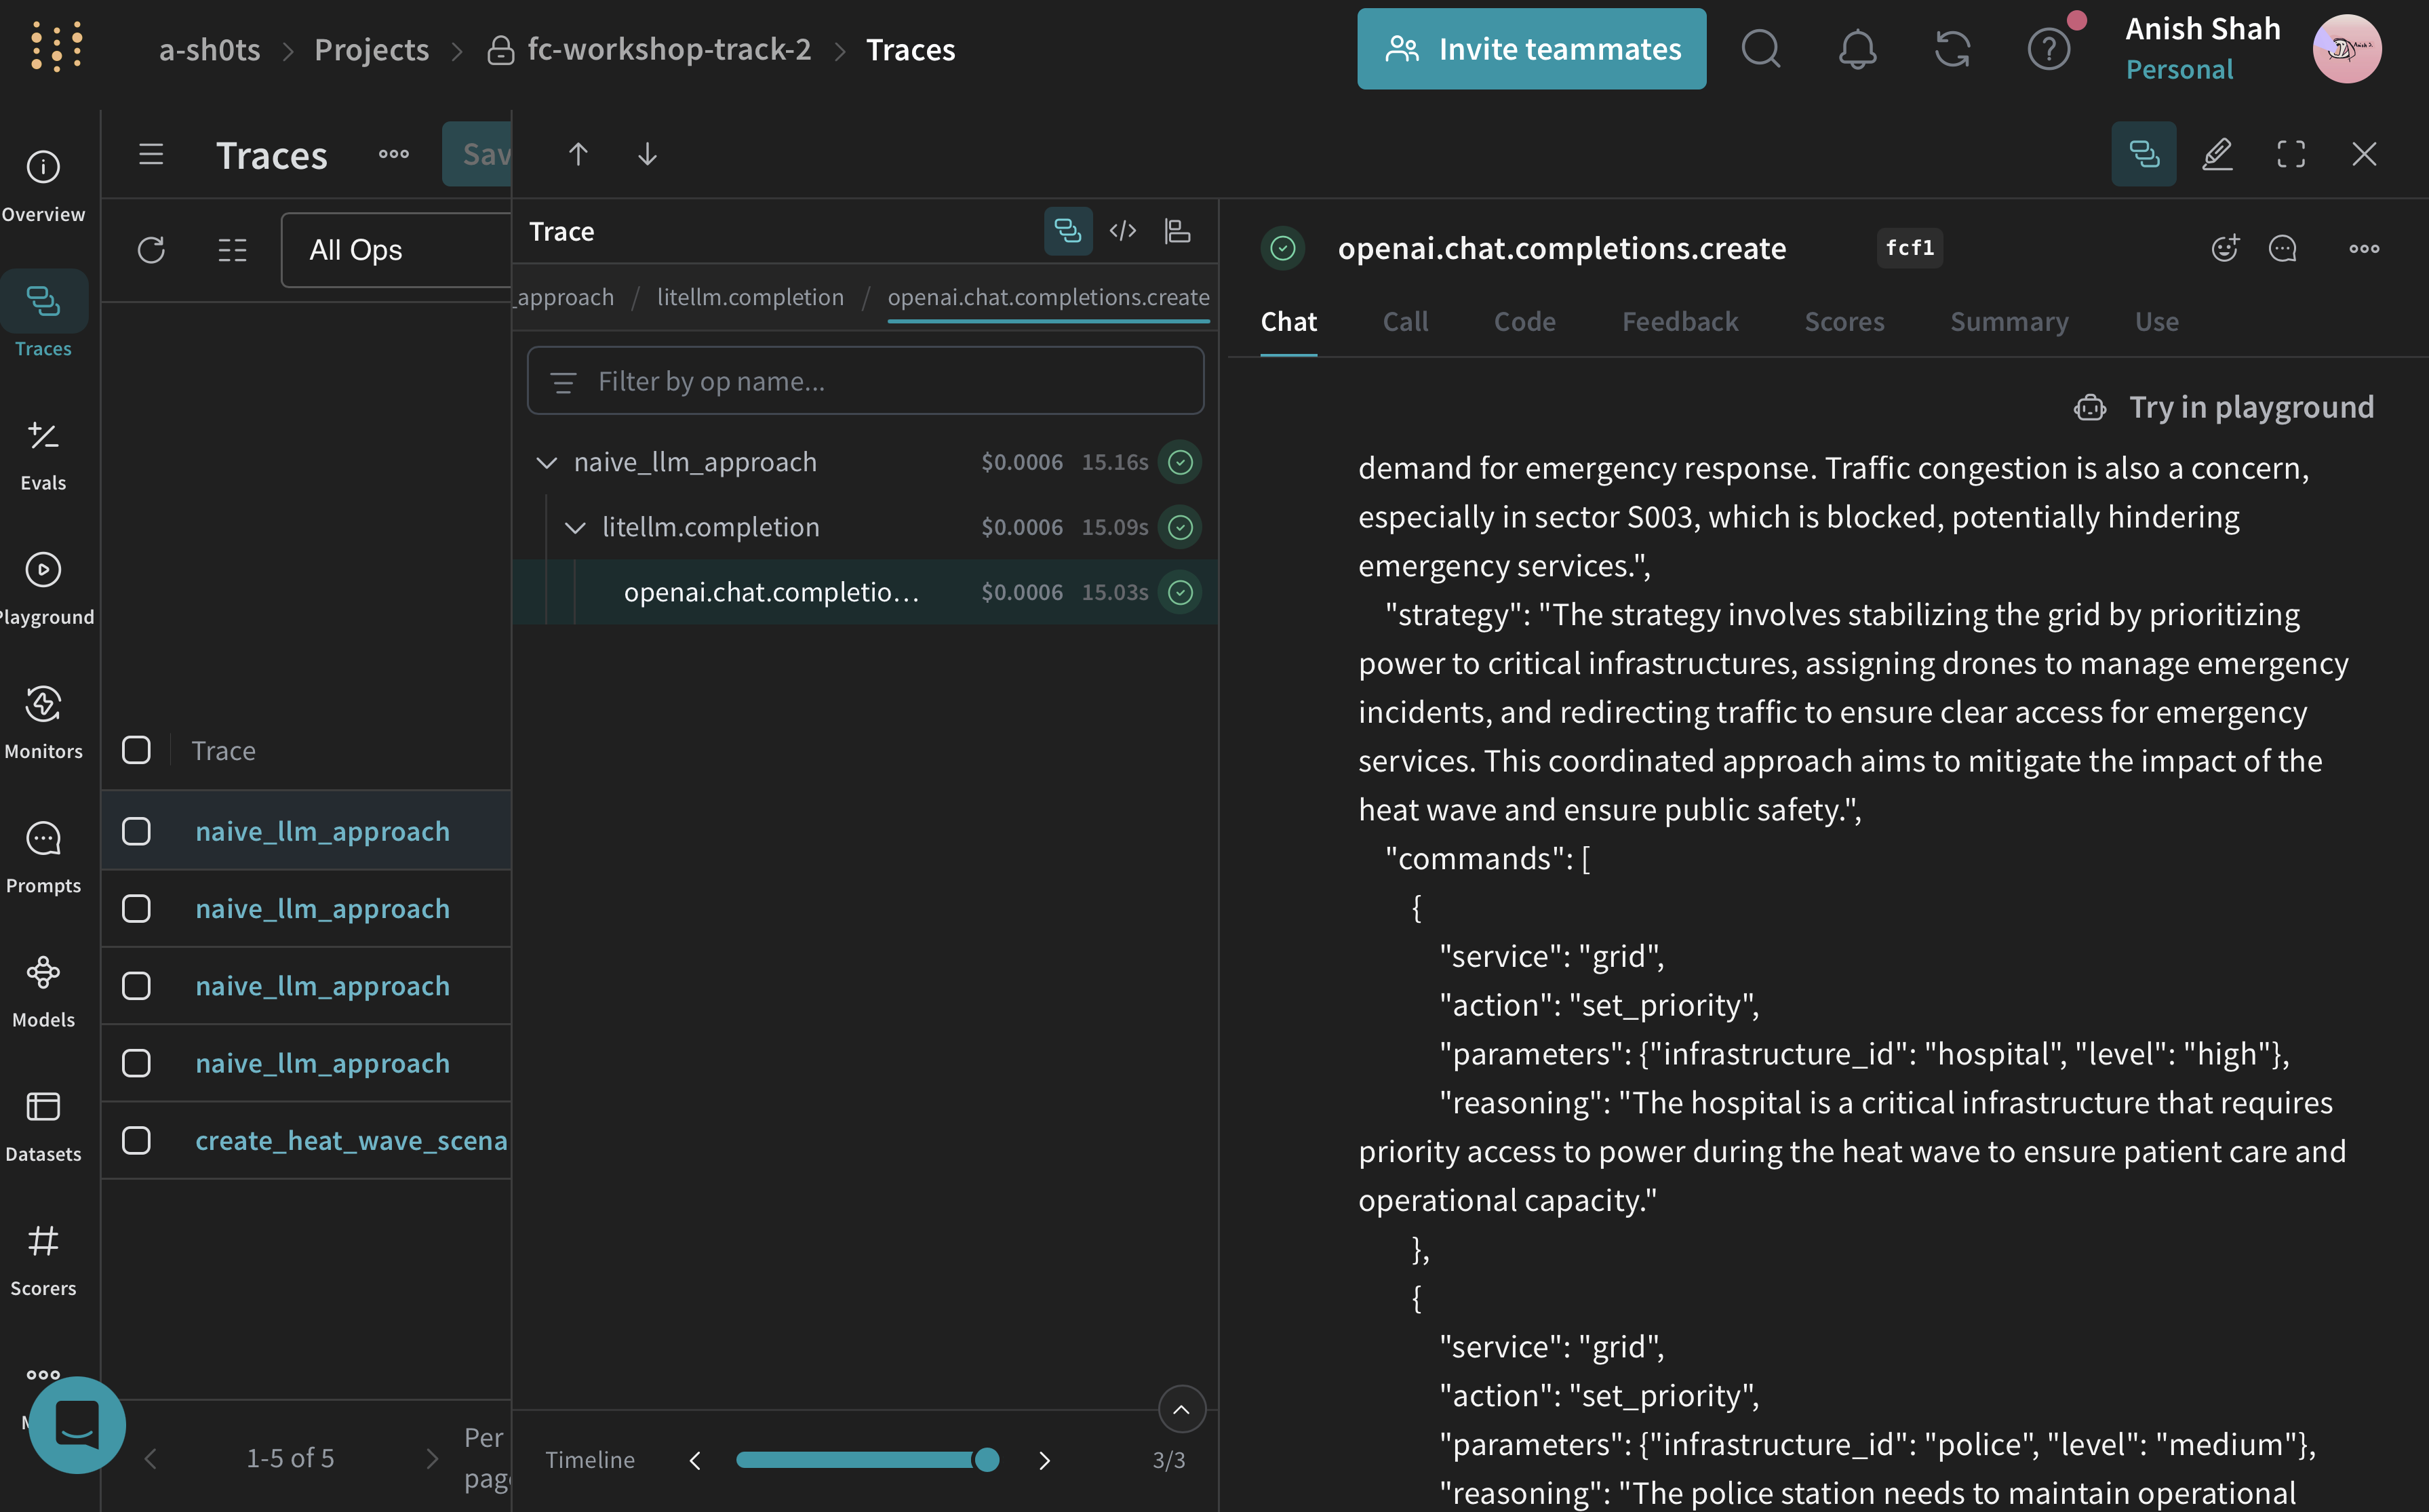 a-sh0ts > Projects > fc-workshop-track-2 > Traces
Invite teammates
Anish Shah
Personal
Overview
Traces
Evals
Playground
Monitors
Prompts
Models
Datasets
Scorers
Traces
Sav
All Ops
Trace
naive_llm_approach
naive_llm_approach
naive_llm_approach
naive_llm_approach
create_heat_wave_scena
1-5 of 5
Per
page
Trace
_approach / litellm.completion / openai.chat.completions.create
Filter by op name...
naive_llm_approach $0.0006 15.16s
litellm.completion $0.0006 15.09s
openai.chat.completio... $0.0006 15.03s
Timeline
3/3
openai.chat.completions.create fcf1
Chat Call Code Feedback Scores Summary Use
Try in playground
demand for emergency response. Traffic congestion is also a concern,
especially in sector S003, which is blocked, potentially hindering
emergency services.",
"strategy": "The strategy involves stabilizing the grid by prioritizing
power to critical infrastructures, assigning drones to manage emergency
incidents, and redirecting traffic to ensure clear access for emergency
services. This coordinated approach aims to mitigate the impact of the
heat wave and ensure public safety.",
"commands": [
{
"service": "grid",
"action": "set_priority",
"parameters": {"infrastructure_id": "hospital", "level": "high"},
"reasoning": "The hospital is a critical infrastructure that requires
priority access to power during the heat wave to ensure patient care and
operational capacity."
},
{
"service": "grid",
"action": "set_priority",
"parameters": {"infrastructure_id": "police", "level": "medium"},
"reasoning": "The police station needs to maintain operational